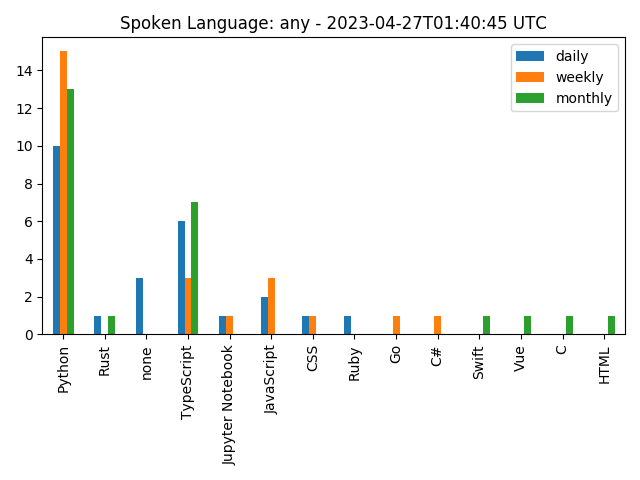 Spoken Language: any - 2023-04-27T01:40:45 UTC
daily
weekly
monthly
14
12
10
8
6
4
2
0
Python
Rust
none
TypeScript
Jupyter Notebook
JavaScript
CSS
Ruby
Go
C#
Swift
Vue
C
HTML